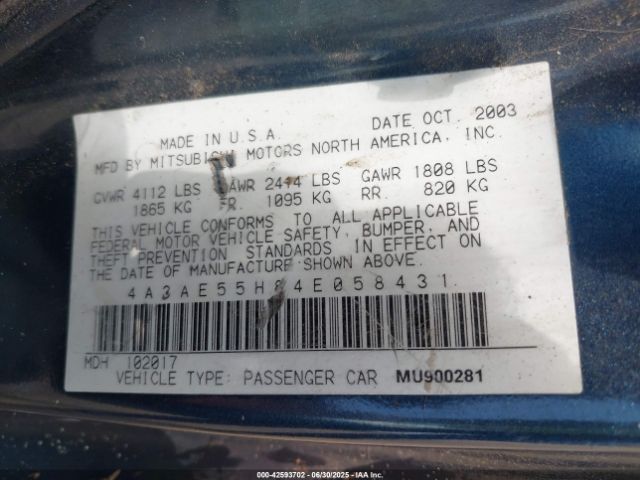 MADE IN U.S.A. DATE OCT. 2003
MFD BY MITSUBISHI MOTORS NORTH AMERICA, INC.
GVWR 4112 LBS GAWR 2414 LBS GAWR 1808 LBS
1865 KG FR. 1095 KG RR. 820 KG
THIS VEHICLE CONFORMS TO ALL APPLICABLE
FEDERAL MOTOR VEHICLE SAFETY, BUMPER, AND
THEFT PREVENTION STANDARDS IN EFFECT ON
THE DATE OF MANUFACTURE SHOWN ABOVE.
4A3AE55H84E058431
MDH 102017
VEHICLE TYPE: PASSENGER CAR MU900281
000-42593702 - 06/30/2025 - IAAI.COM